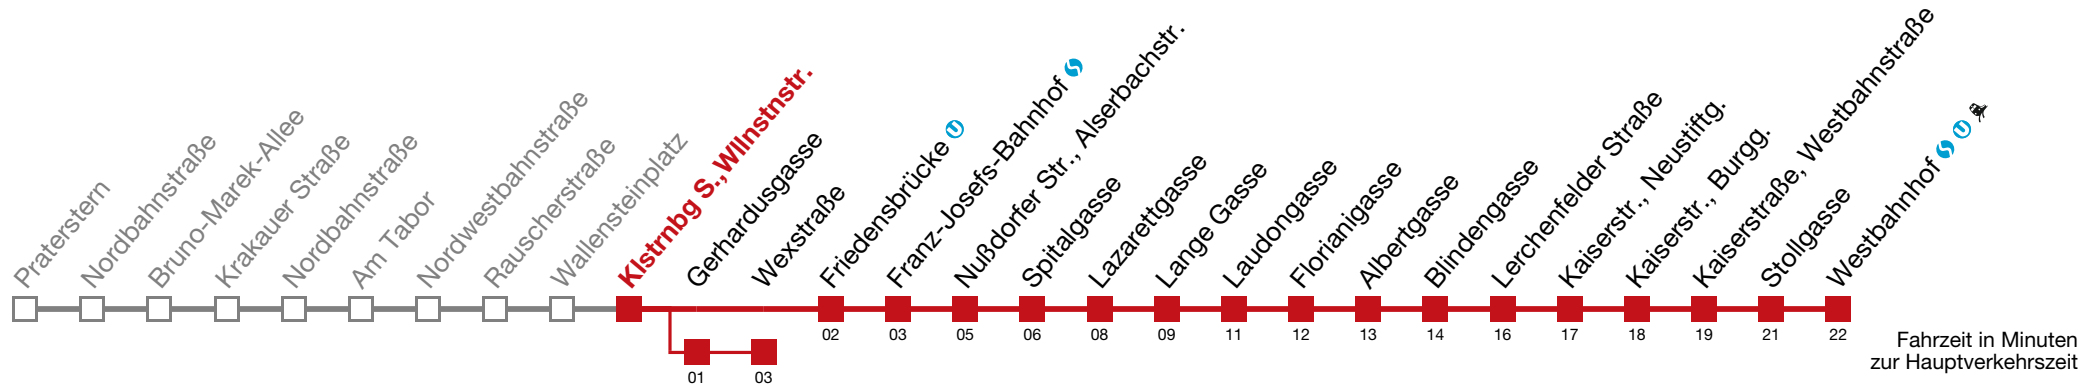 Praterstern
Nordbahnstraße
Bruno-Marek-Allee
Krakauer Straße
Nordbahnstraße
Am Tabor
Nordwestbahnstraße
Rauscherstraße
Wallensteinplatz
Klstrnbg S.,Wllnstnstr.
Gerhardusgasse
Wexstraße
Friedensbrücke U
Franz-Josefs-Bahnhof S
Nußdorfer Str., Alserbachstr.
Spitalgasse
Lazarettgasse
Lange Gasse
Laudongasse
Florianigasse
Albertgasse
Blindengasse
Lerchenfelder Straße
Kaiserstr., Neustiftg.
Kaiserstr., Burgg.
Kaiserstraße, Westbahnstraße
Stollgasse
Westbahnhof S U
02 03 05 06 08 09 11 12 13 14 16 17 18 19 21 22
01 03
Fahrzeit in Minuten
zur Hauptverkehrszeit